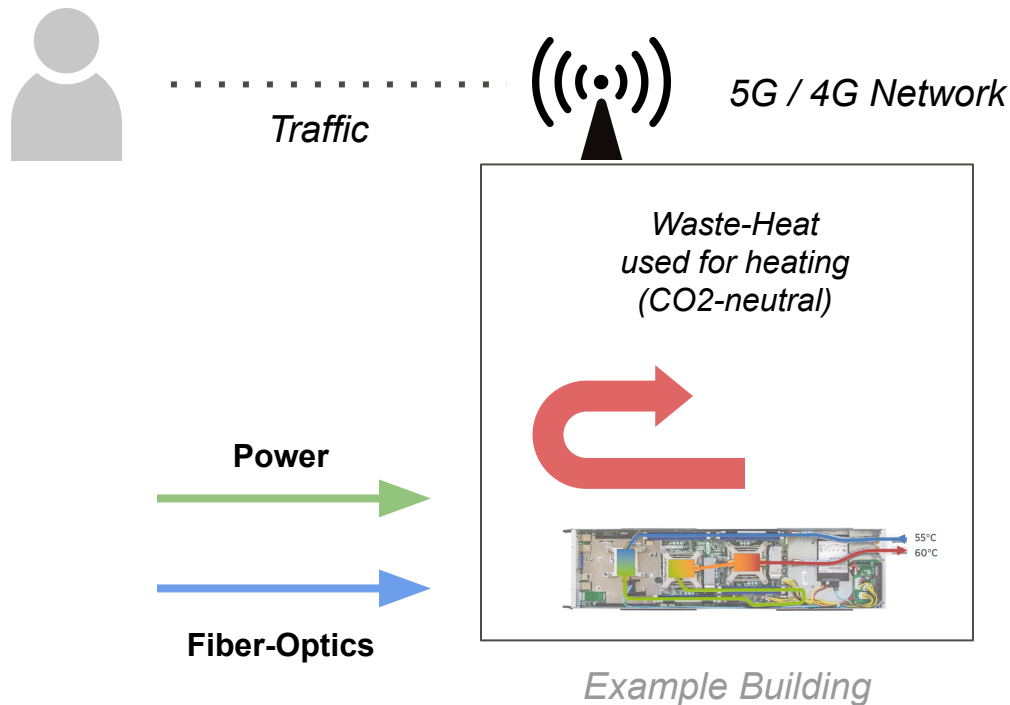 5G / 4G Network
Traffic
Waste-Heat
used for heating
(CO2-neutral)
Power
55°C
60°C
Fiber-Optics
Example Building